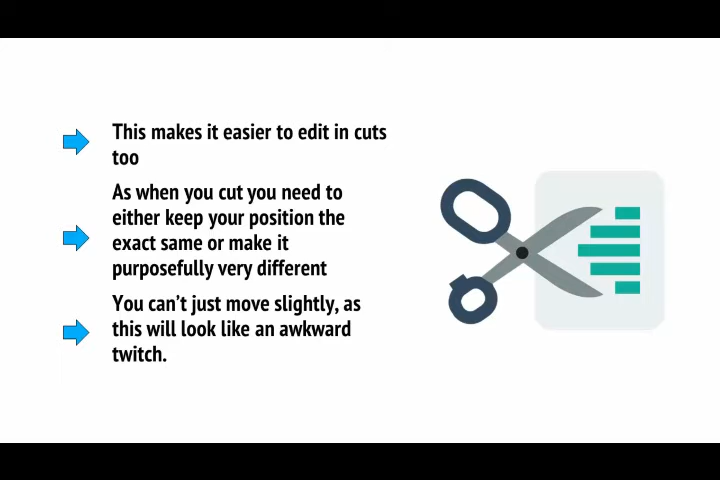 This makes it easier to edit in cuts
too
As when you cut you need to
either keep your position the
exact same or make it
purposefully very different
You can’t just move slightly, as
this will look like an awkward
twitch.